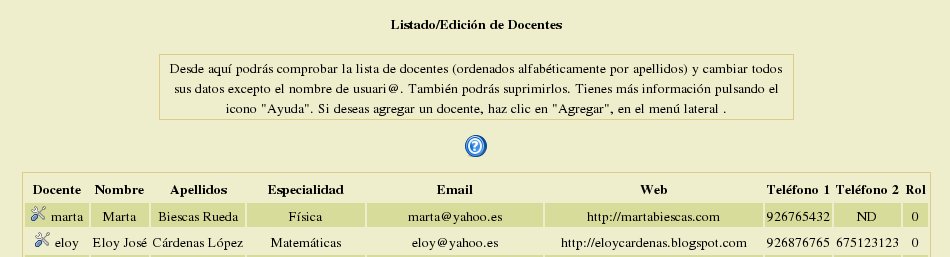 Listado/Edición de Docentes
Desde aquí podrás comprobar la lista de docentes (ordenados alfabéticamente por apellidos) y cambiar todos
sus datos excepto el nombre de usuari@. También podrás suprimirlos. Tienes más información pulsando el
icono "Ayuda". Si deseas agregar un docente, haz clic en "Agregar", en el menú lateral .
?
Docente Nombre Apellidos Especialidad Email Web Teléfono 1 Teléfono 2 Rol
marta Marta Biescas Rueda Física marta@yahoo.es http://martabiescas.com 926765432 ND 0
eloy Eloy José Cárdenas López Matemáticas eloy@yahoo.es http://eloycardenas.blogspot.com 926876765 675123123 0